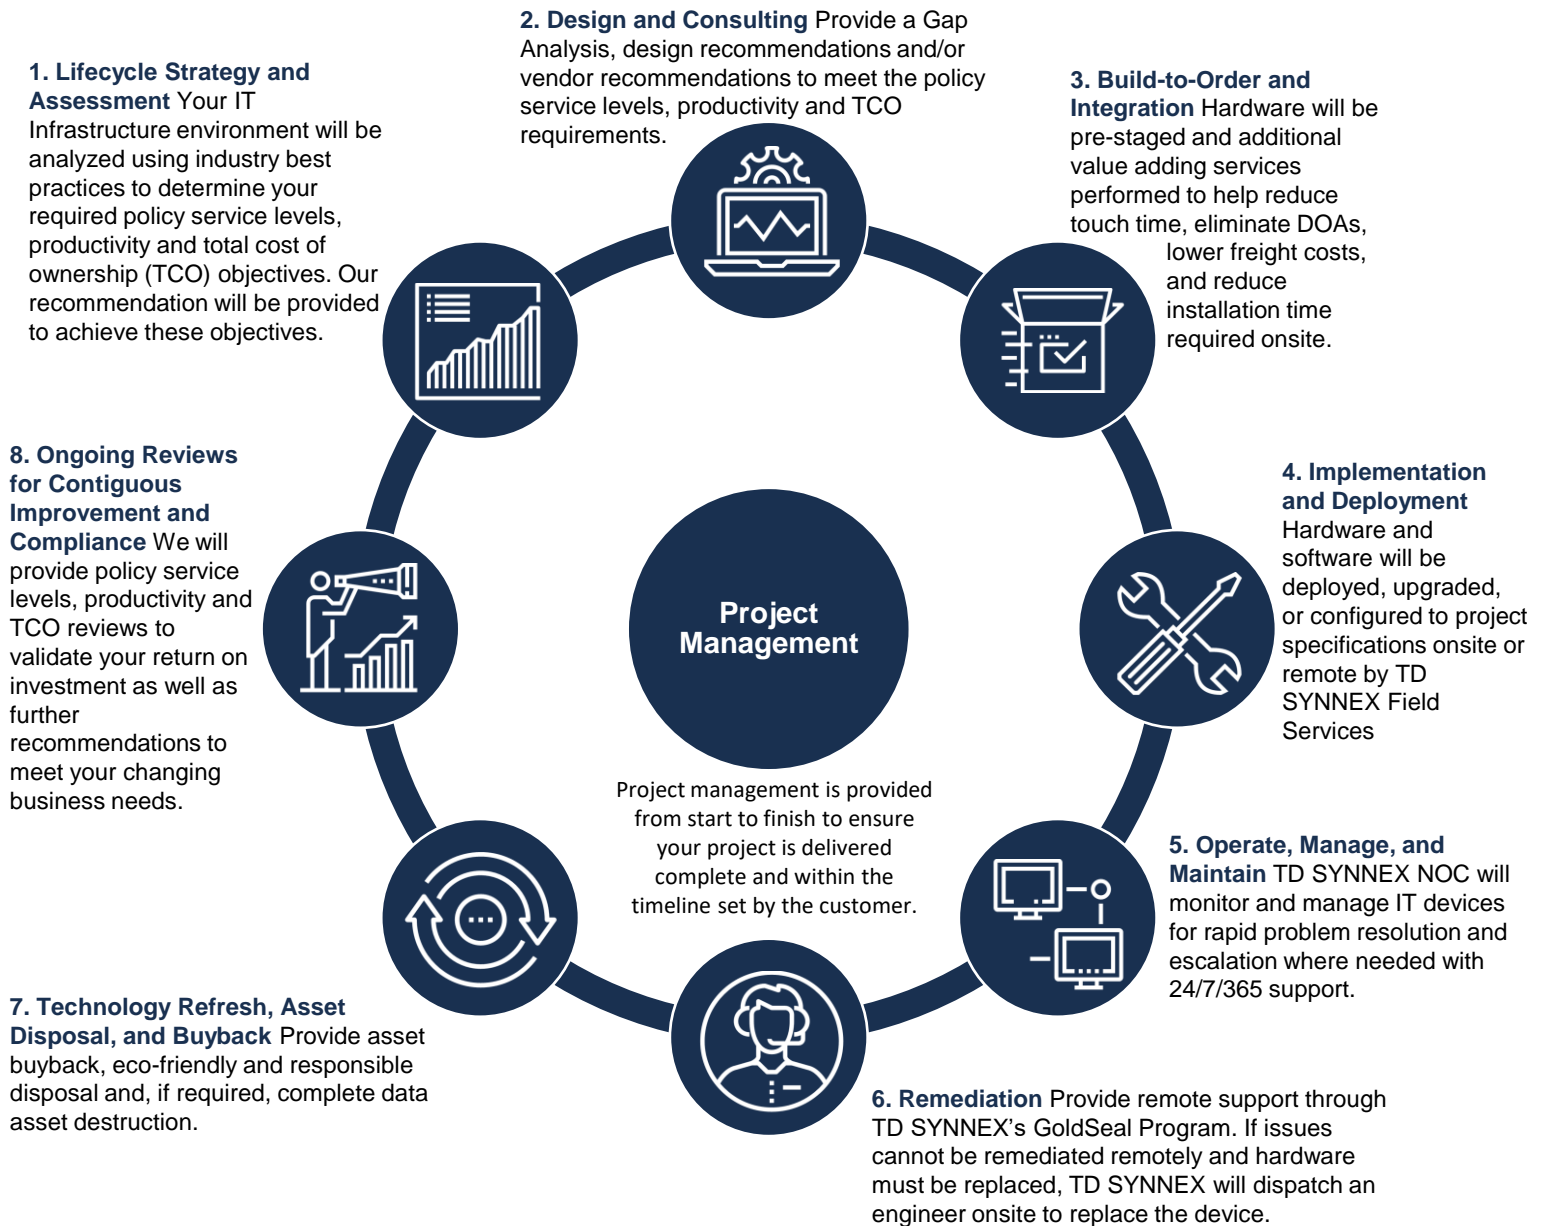 1. Lifecycle Strategy and
Assessment Your IT
Infrastructure environment will be
analyzed using industry best
practices to determine your
required policy service levels,
productivity and total cost of
ownership (TCO) objectives. Our
recommendation will be provided
to achieve these objectives.
2. Design and Consulting Provide a Gap
Analysis, design recommendations and/or
vendor recommendations to meet the policy
service levels, productivity and TCO
requirements.
3. Build-to-Order and
Integration Hardware will be
pre-staged and additional
value adding services
performed to help reduce
touch time, eliminate DOAs,
lower freight costs,
and reduce
installation time
required onsite.
4. Implementation
and Deployment
Hardware and
software will be
deployed, upgraded,
or configured to project
specifications onsite or
remote by TD
SYNNEX Field
Services
5. Operate, Manage, and
Maintain TD SYNNEX NOC will
monitor and manage IT devices
for rapid problem resolution and
escalation where needed with
24/7/365 support.
6. Remediation Provide remote support through
TD SYNNEX's GoldSeal Program. If issues
cannot be remediated remotely and hardware
must be replaced, TD SYNNEX will dispatch an
engineer onsite to replace the device.
7. Technology Refresh, Asset
Disposal, and Buyback Provide asset
buyback, eco-friendly and responsible
disposal and, if required, complete data
asset destruction.
8. Ongoing Reviews
for Contiguous
Improvement and
Compliance We will
provide policy service
levels, productivity and
TCO reviews to
validate your return on
investment as well as
further
recommendations to
meet your changing
business needs.
Project
Management
Project management is provided
from start to finish to ensure
your project is delivered
complete and within the
timeline set by the customer.